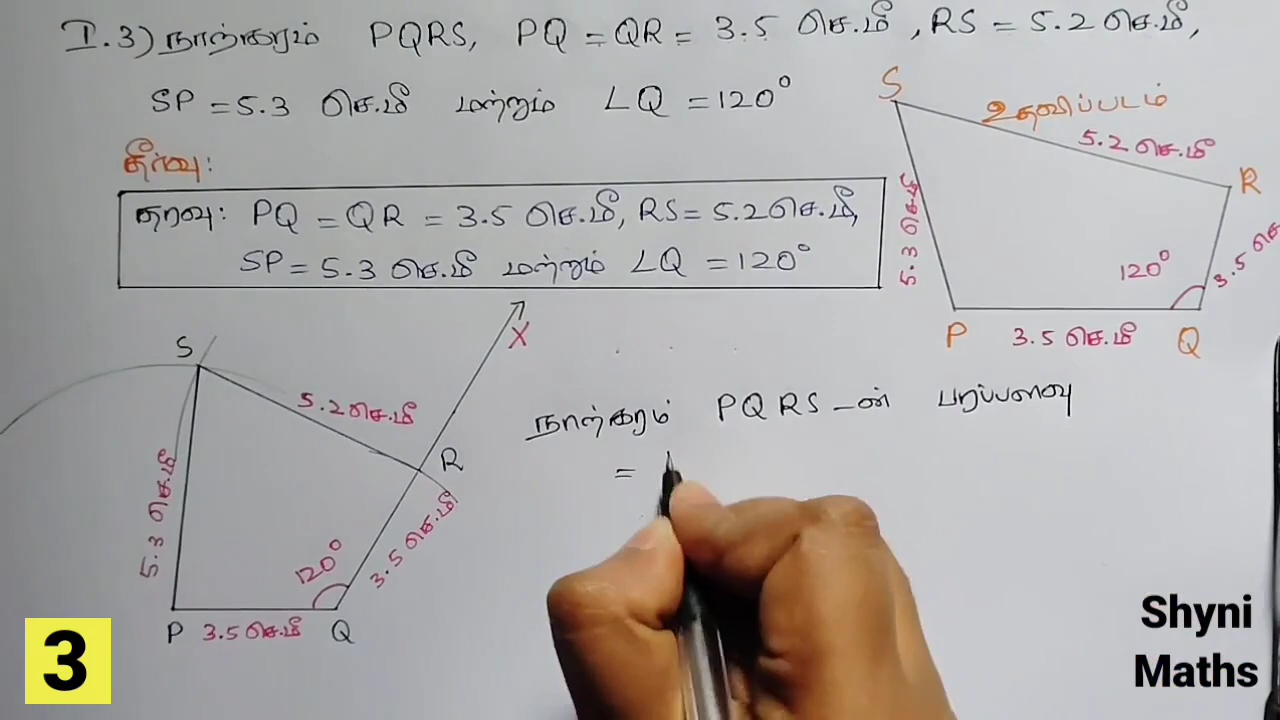 I.3) நாற்கரம் PQRS, PQ = QR = 3.5 செ.மீ, RS = 5.2 செ.மீ,
SP = 5.3 செ.மீ மற்றும் ∠Q = 120°
தீர்வு:
தரவு: PQ = QR = 3.5 செ.மீ, RS = 5.2 செ.மீ,
SP = 5.3 செ.மீ மற்றும் ∠Q = 120°
S
உதவிப்படம்
5.2 செ.மீ
R
5.3 செ.மீ
120°
3.5 செ
P 3.5 செ.மீ Q
S
X
5.2 செ.மீ
R
5.3 செ.மீ
120°
3.5 செ.மீ
P 3.5 செ.மீ Q
நாற்கரம் PQRS-ன் பரப்பளவு
=
3
Shyni
Maths